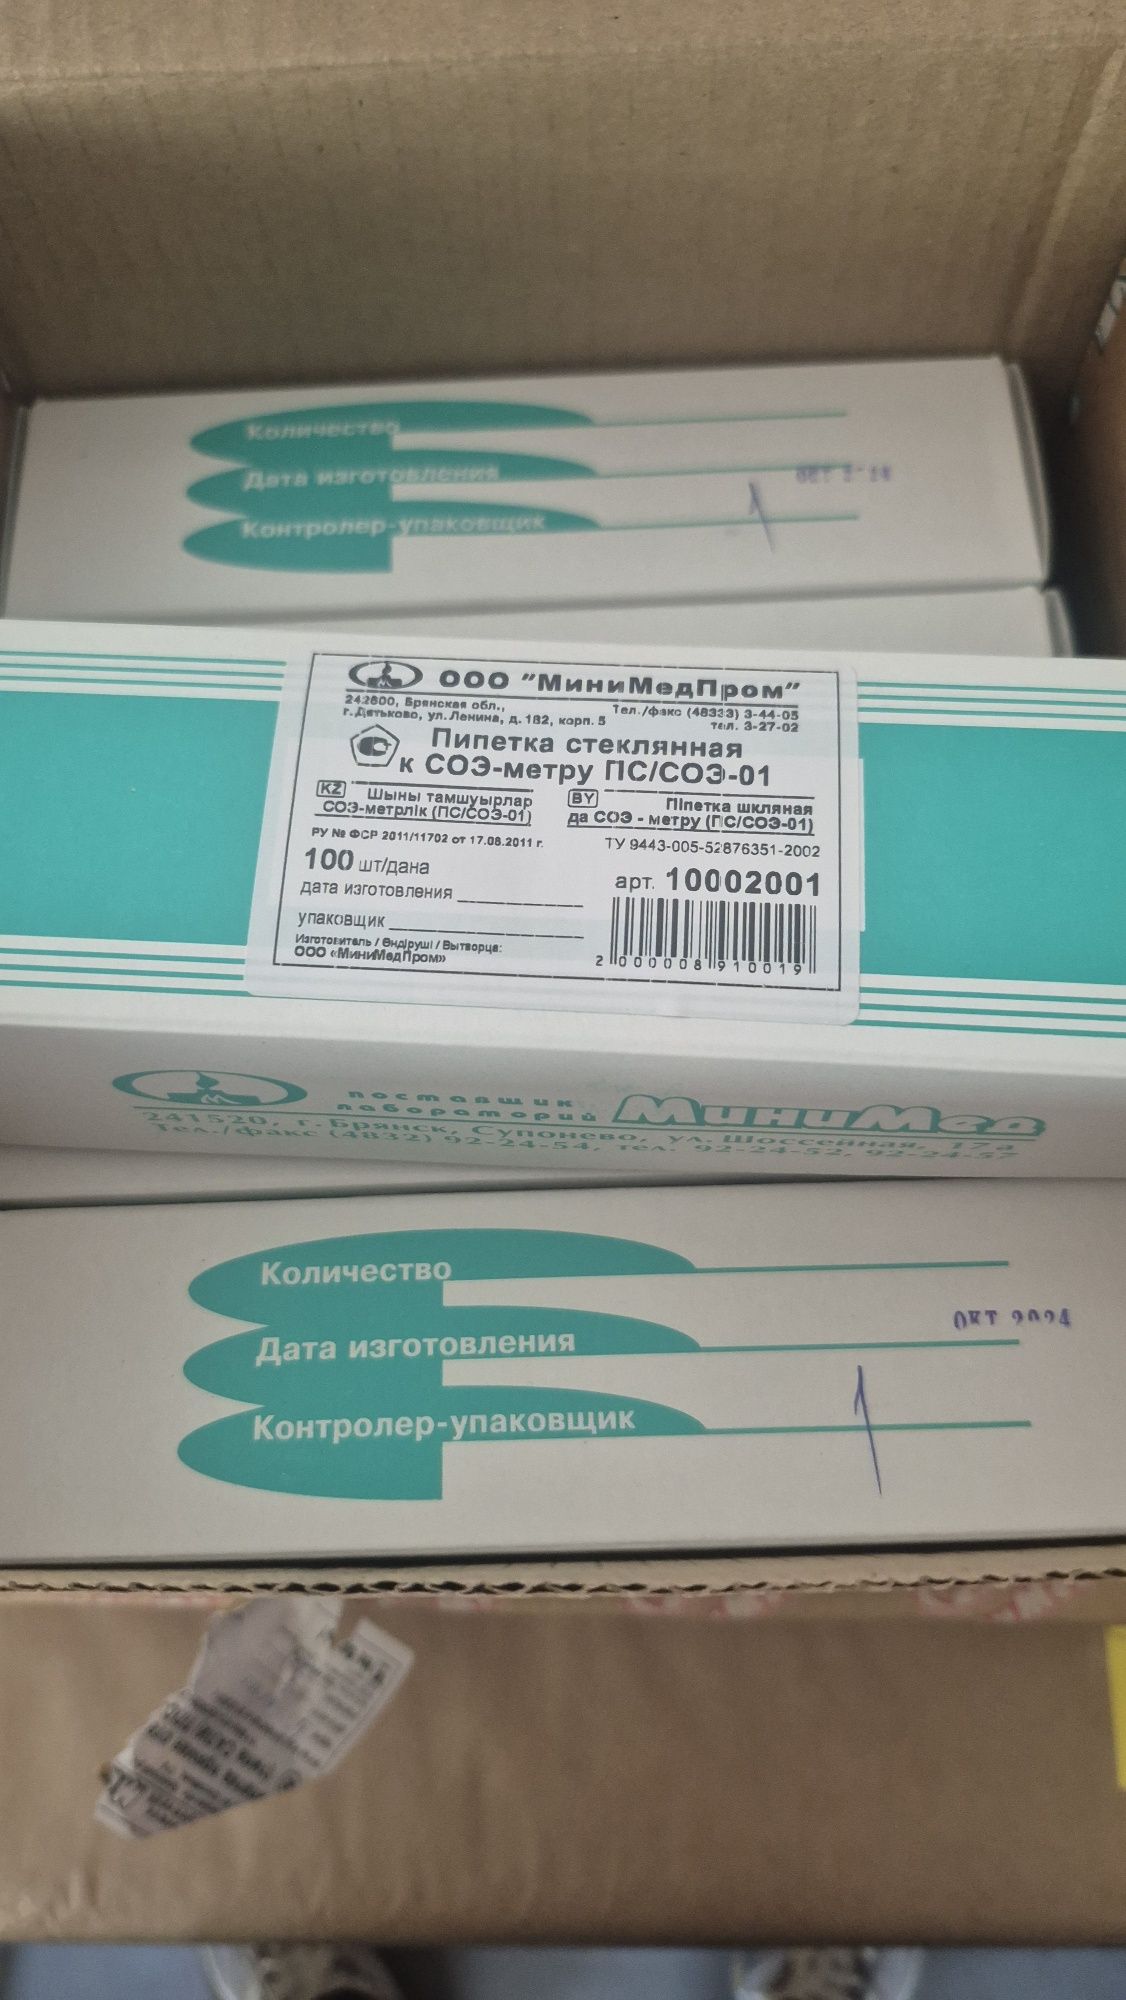 Количество
Дата изготовления
Контролер-упаковщик
ООО "МиниМедПром"
242600, Брянская обл.,
г.Дятьково, ул.Ленина, д. 182, корп. 5
Тел./факс (48333) 3-44-05
тел. 3-27-02
Пипетка стеклянная
к СОЭ-метру ПС/СОЭ-01
KZ Шыны тамшуырлар
СОЭ-метрлік (ПС/СОЭ-01)
BY Піпетка шкляная
да СОЭ - метру (ПС/СОЭ-01)
РУ № ФСР 2011/11702 от 17.08.2011 г.
ТУ 9443-005-52876351-2002
100 шт/дана
арт. 10002001
дата изготовления
упаковщик
Изготовитель / Өндіруші / Вытворца:
ООО «МиниМедПром»
2 000008 910019
поставщик
лабораторий
МиниМед
241520, г. Брянск, Супонево, ул. Шоссейная, 17а
Тел./факс (4832) 92-24-54, тел. 92-24-52, 92-24-57
Количество
Дата изготовления
ОКТ 2024
Контролер-упаковщик